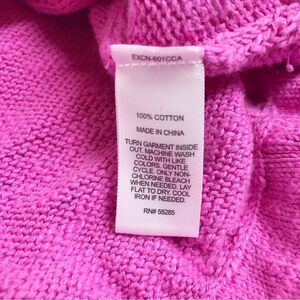 EXCN-601CCA
100% COTTON
MADE IN CHINA
TURN GARMENT INSIDE
OUT. MACHINE WASH
COLD WITH LIKE
COLORS. GENTLE
CYCLE. ONLY NON-
CHLORINE BLEACH
WHEN NEEDED. LAY
FLAT TO DRY. COOL
IRON IF NEEDED.
RN# 55285